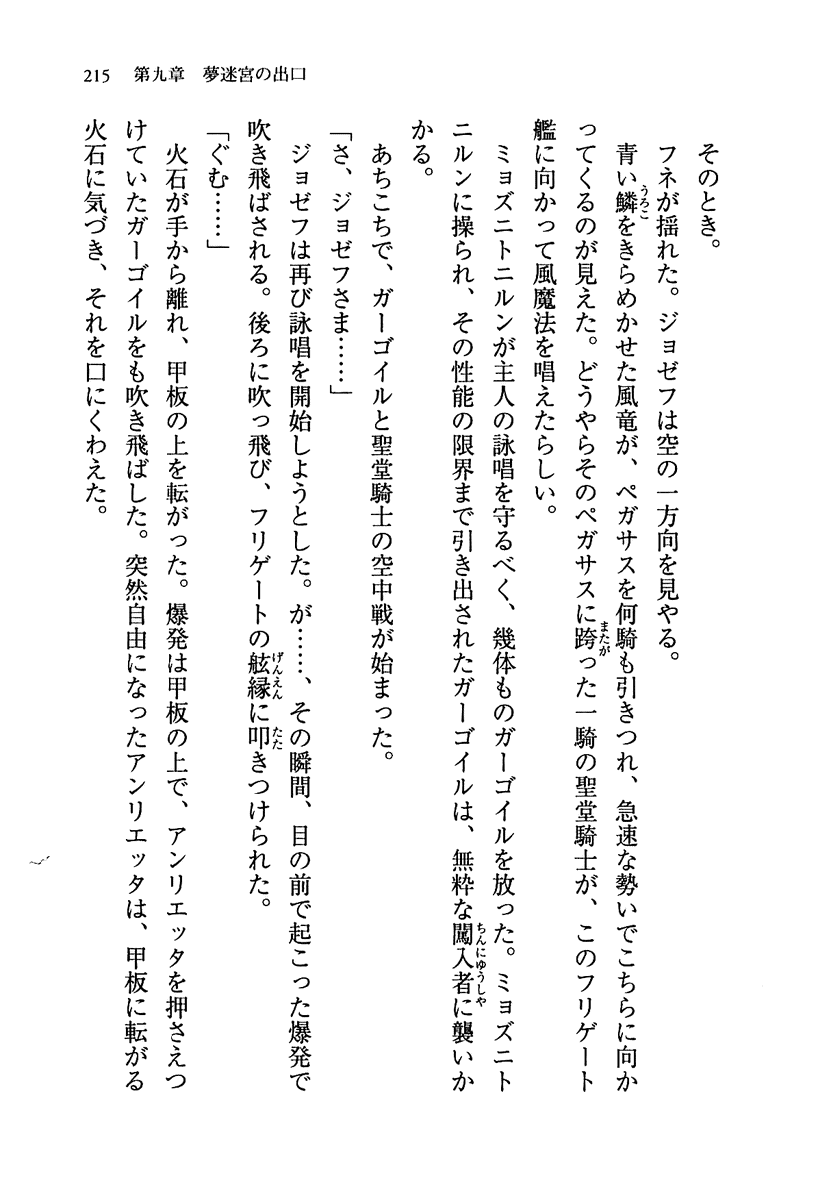 215　第九章　夢迷宮の出口
そのとき。
フネが揺れた。ジョゼフは空の一方向を見やる。
青い鱗をきらめかせた風竜が、ペガサスを何騎も引きつれ、急速な勢いでこちらに向か
ってくるのが見えた。どうやらそのペガサスに跨った一騎の聖堂騎士が、このフリゲート
艦に向かって風魔法を唱えたらしい。
ミョズニトニルンが主人の詠唱を守るべく、幾体ものガーゴイルを放った。ミョズニト
ニルンに操られ、その性能の限界まで引き出されたガーゴイルは、無粋な闖入者に襲いか
かる。
あちこちで、ガーゴイルと聖堂騎士の空中戦が始まった。
「さ、ジョゼフさま……」
ジョゼフは再び詠唱を開始しようとした。が……、その瞬間、目の前で起こった爆発で
吹き飛ばされる。後ろに吹っ飛び、フリゲートの舷縁に叩きつけられた。
「ぐむ……」
火石が手から離れ、甲板の上を転がった。爆発は甲板の上で、アンリエッタを押さえつ
けていたガーゴイルをも吹き飛ばした。突然自由になったアンリエッタは、甲板に転がる
火石に気づき、それを口にくわえた。